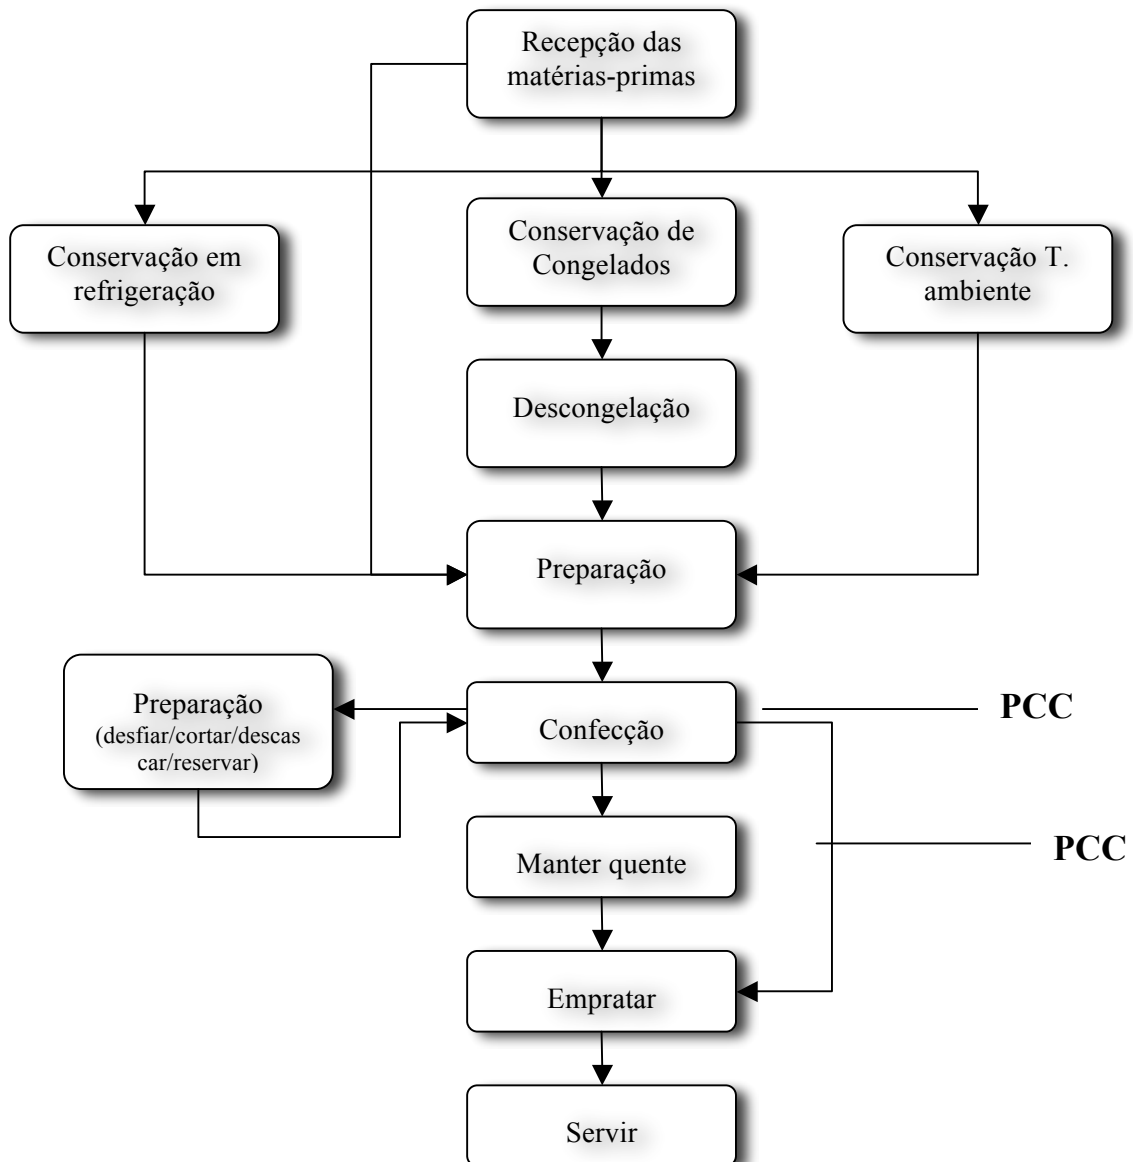 Recepção das
matérias-primas
Conservação em
refrigeração
Conservação de
Congelados
Conservação T.
ambiente
Descongelação
Preparação
Preparação
(desfiar/cortar/descas
car/reservar)
Confecção
PCC
Manter quente
PCC
Empratar
Servir